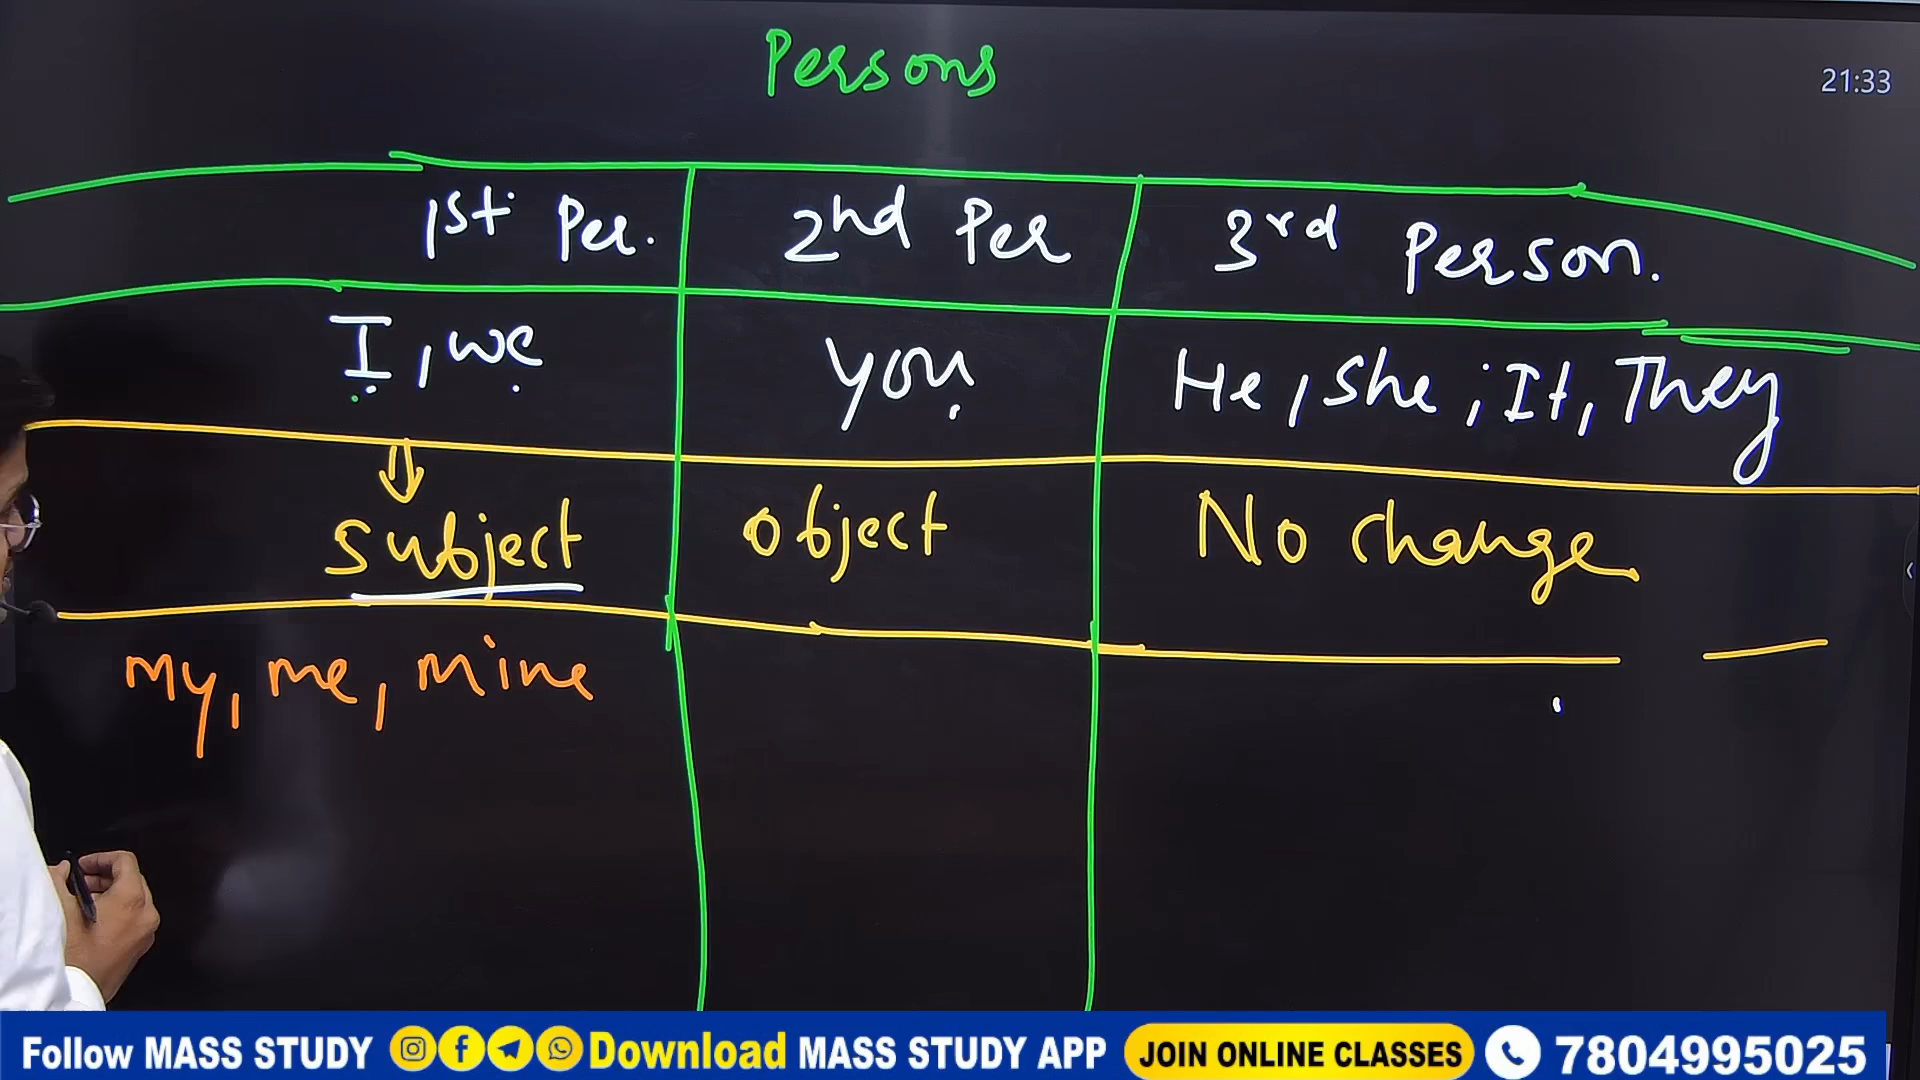 Persons
21:33
1st Per. 2nd Per 3rd Person.
I, we you He, She, It, They
Subject object No change
my, me, mine
Follow MASS STUDY Download MASS STUDY APP JOIN ONLINE CLASSES 7804995025